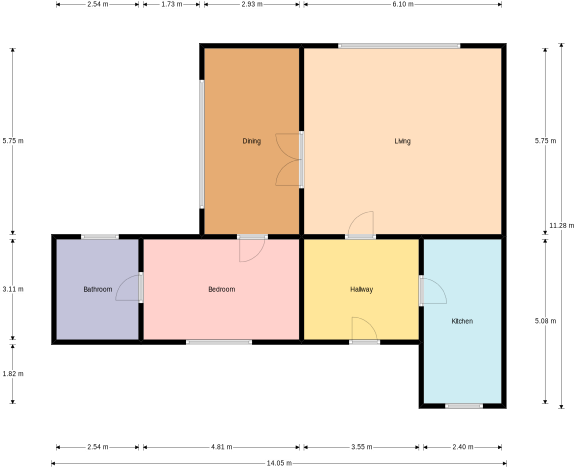 2.54 m 1.73 m 2.93 m 6.10 m
5.75 m Dining Living 5.75 m
11.28 m
3.11 m Bathroom Bedroom Hallway
Kitchen 5.08 m
1.82 m
2.54 m 4.81 m 3.55 m 2.40 m
14.05 m